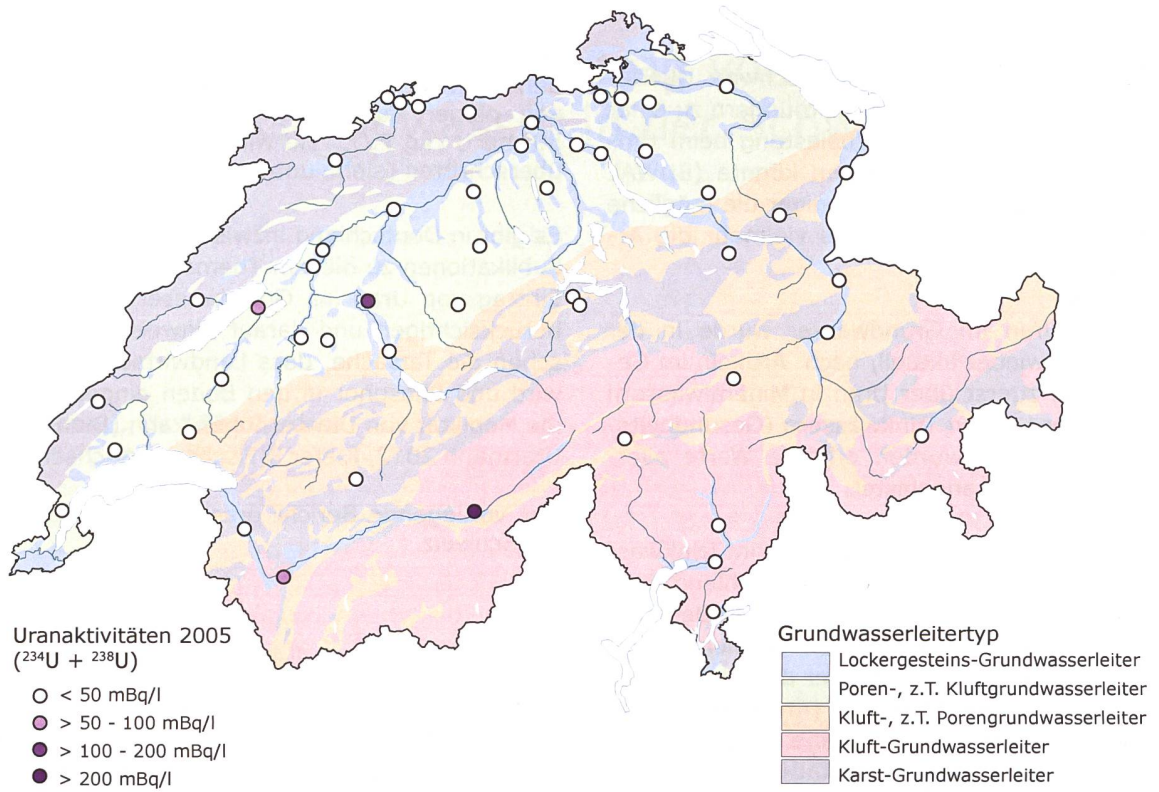 Uranaktivitäten 2005
(²³⁴U + ²³⁸U)
< 50 mBq/l
> 50 - 100 mBq/l
> 100 - 200 mBq/l
> 200 mBq/l
Grundwasserleitertyp
Lockergesteins-Grundwasserleiter
Poren-, z.T. Kluftgrundwasserleiter
Kluft-, z.T. Porengrundwasserleiter
Kluft-Grundwasserleiter
Karst-Grundwasserleiter